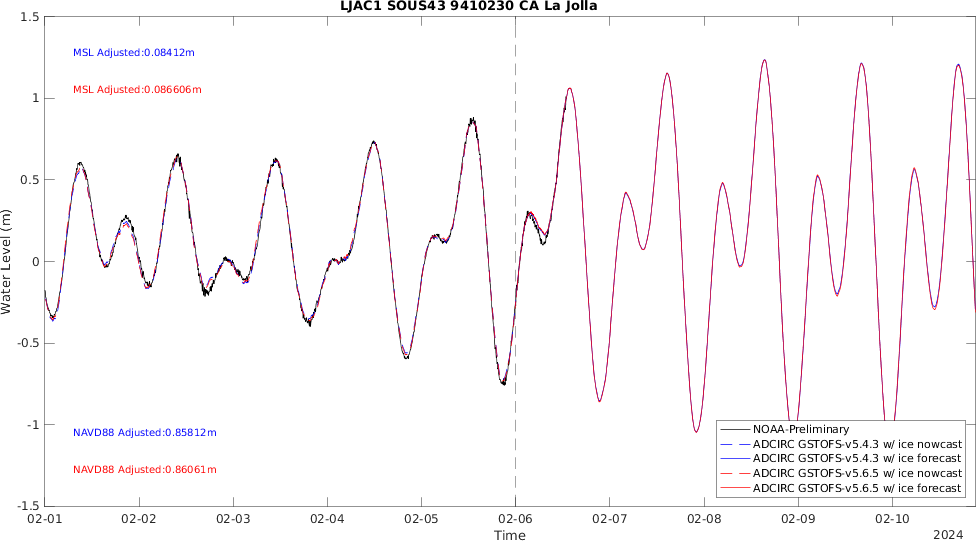 LJAC1 SOUS43 9410230 CA La Jolla
1.5
1
0.5
0
-0.5
-1
-1.5
Water Level (m)
MSL Adjusted:0.08412m
MSL Adjusted:0.086606m
NAVD88 Adjusted:0.85812m
NAVD88 Adjusted:0.86061m
NOAA-Preliminary
ADCIRC GSTOFS-v5.4.3 w/ ice nowcast
ADCIRC GSTOFS-v5.4.3 w/ ice forecast
ADCIRC GSTOFS-v5.6.5 w/ ice nowcast
ADCIRC GSTOFS-v5.6.5 w/ ice forecast
02-01 02-02 02-03 02-04 02-05 02-06 02-07 02-08 02-09 02-10
Time
2024